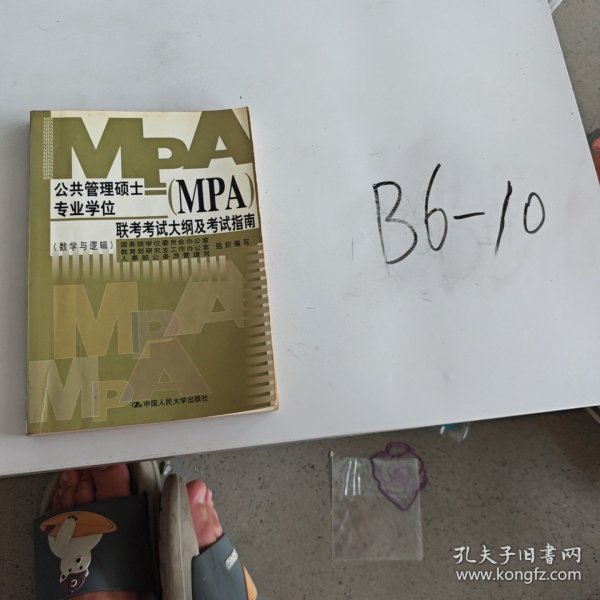 MPA
公共管理硕士
专业学位
(MPA)
联考考试大纲及考试指南
(数学与逻辑)
国务院学位委员会办公室
教育部研究生工作办公室
人事部公务员管理司
组织编写
MPA
MPA
中国人民大学出版社
B6-10
孔夫子旧书网
www.kongfz.com